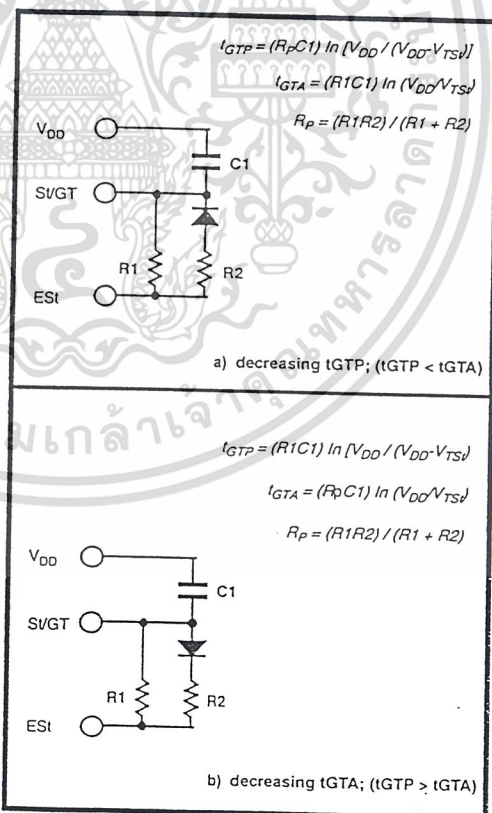 tGTP = (RPC1) ln [VDD / (VDD-VTSt)]
tGTA = (R1C1) ln (VDD/VTSt)
RP = (R1R2) / (R1 + R2)
VDD
C1
St/GT
R1
R2
ESt
a) decreasing tGTP; (tGTP < tGTA)
tGTP = (R1C1) ln [VDD / (VDD-VTSt)
tGTA = (RpC1) ln (VDD/VTSt)
RP = (R1R2) / (R1 + R2)
VDD
C1
St/GT
R1
R2
ESt
b) decreasing tGTA; (tGTP > tGTA)